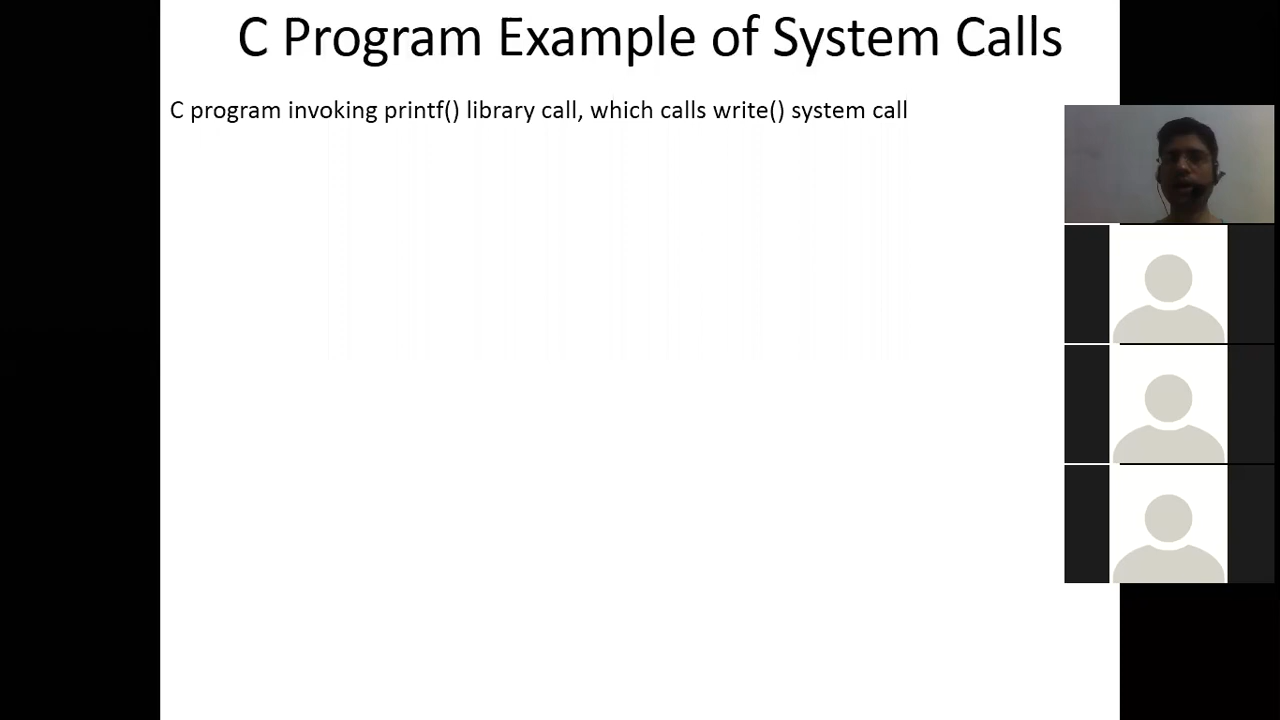 C Program Example of System Calls
C program invoking printf() library call, which calls write() system call